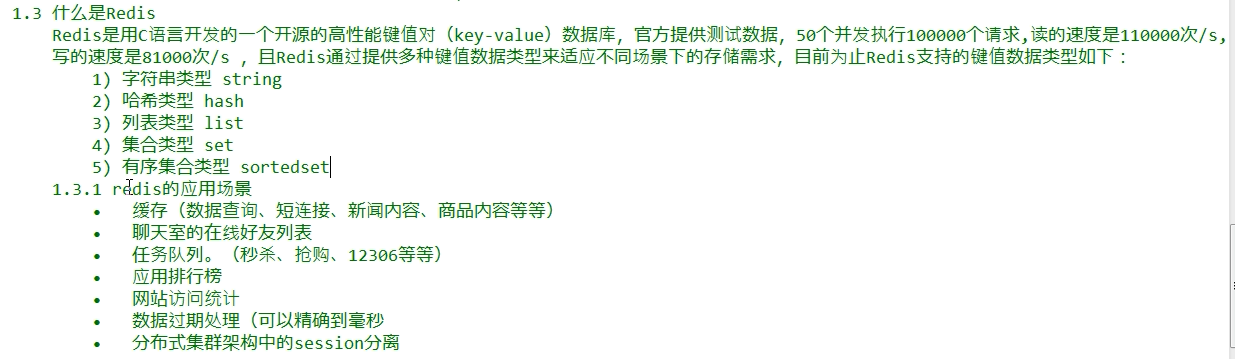 1.3 什么是Redis
Redis是用C语言开发的一个开源的高性能键值对（key-value）数据库，官方提供测试数据，50个并发执行100000个请求,读的速度是110000次/s,
写的速度是81000次/s ，且Redis通过提供多种键值数据类型来适应不同场景下的存储需求，目前为止Redis支持的键值数据类型如下：
1) 字符串类型 string
2) 哈希类型 hash
3) 列表类型 list
4) 集合类型 set
5) 有序集合类型 sortedset
1.3.1 redis的应用场景
• 缓存（数据查询、短连接、新闻内容、商品内容等等）
• 聊天室的在线好友列表
• 任务队列。（秒杀、抢购、12306等等）
• 应用排行榜
• 网站访问统计
• 数据过期处理（可以精确到毫秒
• 分布式集群架构中的session分离